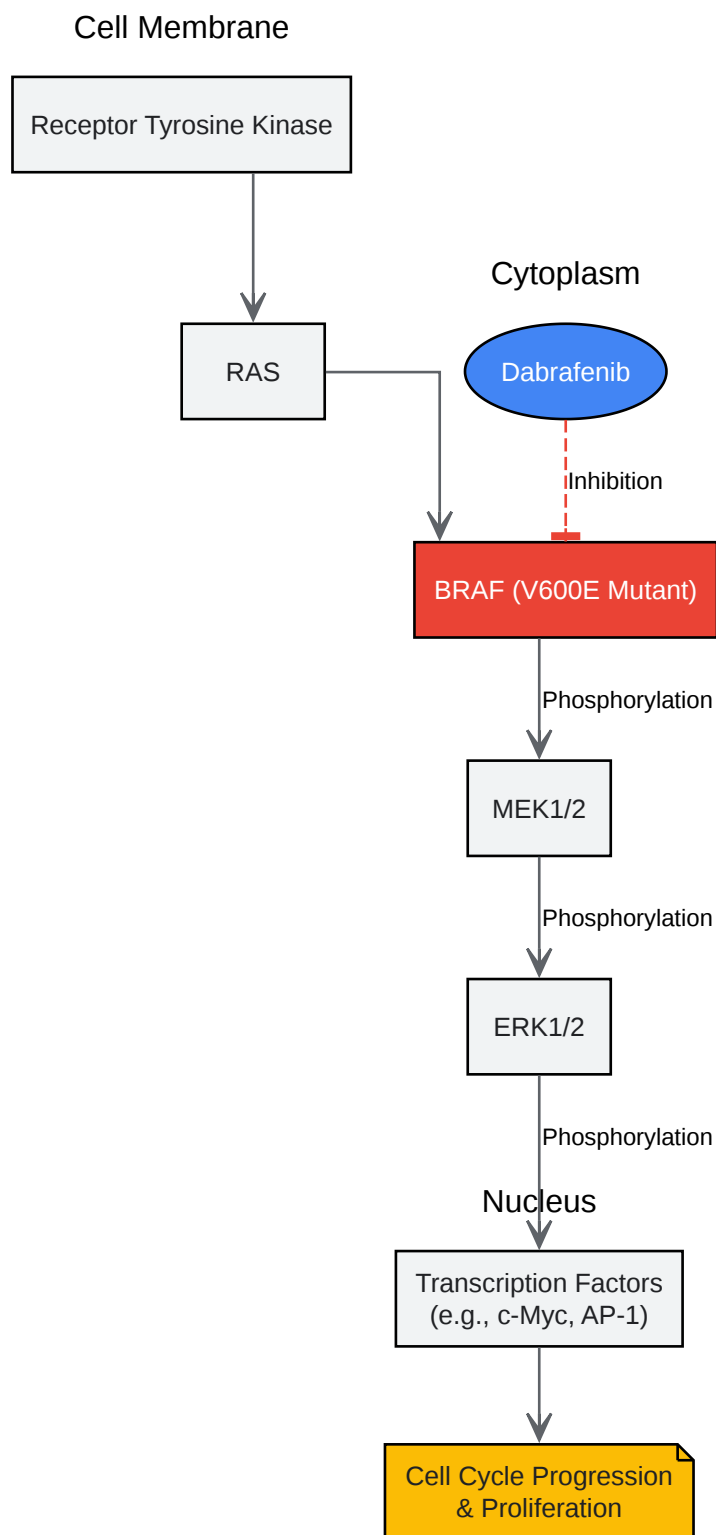 Cell Membrane
Receptor Tyrosine Kinase
Cytoplasm
RAS
Dabrafenib
Inhibition
BRAF (V600E Mutant)
Phosphorylation
MEK1/2
Phosphorylation
ERK1/2
Phosphorylation
Nucleus
Transcription Factors
(e.g., c-Myc, AP-1)
Cell Cycle Progression
& Proliferation